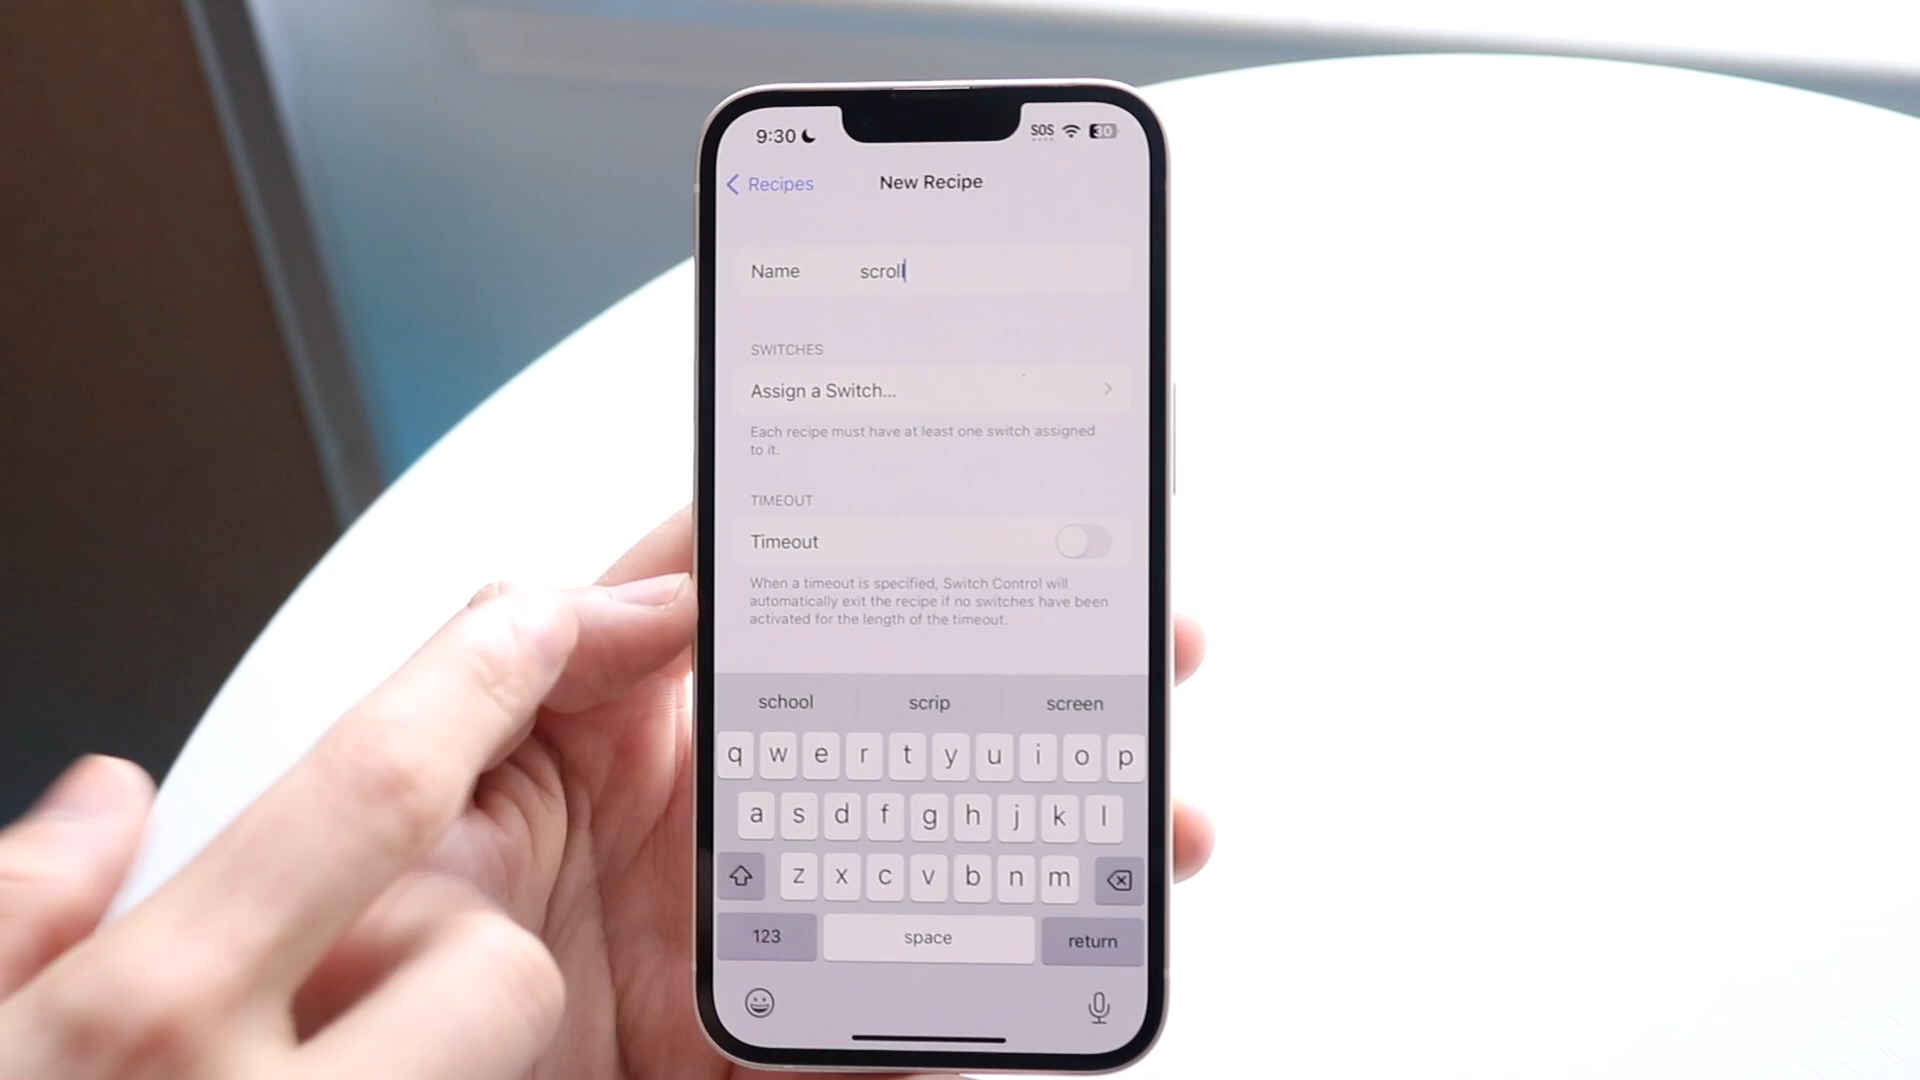 9:30
SOS
30
Recipes
New Recipe
Name scroll
SWITCHES
Assign a Switch...
Each recipe must have at least one switch assigned
to it.
TIMEOUT
Timeout
When a timeout is specified, Switch Control will
automatically exit the recipe if no switches have been
activated for the length of the timeout.
school scrip screen
q w e r t y u i o p
a s d f g h j k l
z x c v b n m
123 space return